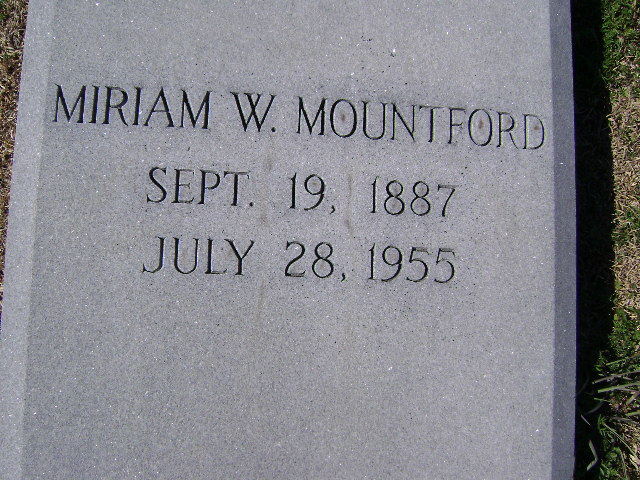 MIRIAM W. MOUNTFORD
SEPT. 19, 1887
JULY 28, 1955